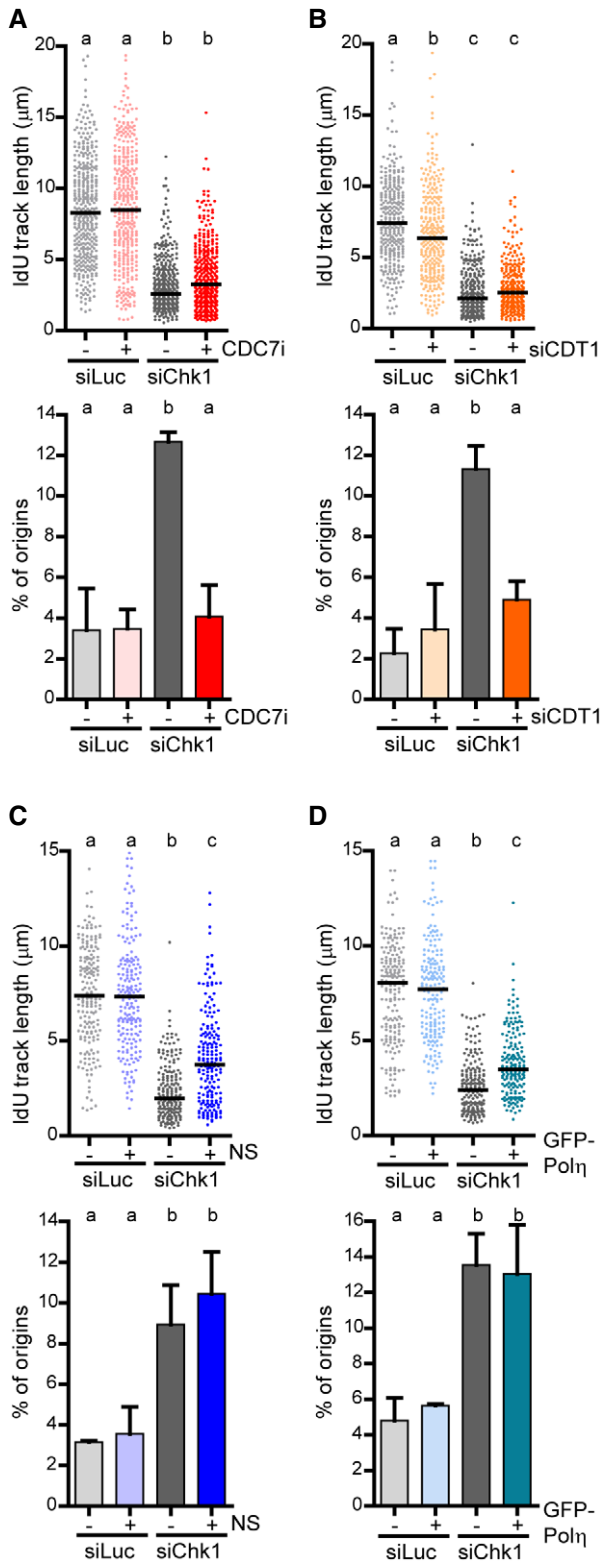 A
a a b b
IdU track length (μm)
20
15
10
5
0
- + - + CDC7i
siLuc siChk1
a a b a
% of origins
14
12
10
8
6
4
2
0
- + - + CDC7i
siLuc siChk1
B
a b c c
IdU track length (μm)
20
15
10
5
0
- + - + siCDT1
siLuc siChk1
a a b a
% of origins
14
12
10
8
6
4
2
0
- + - + siCDT1
siLuc siChk1
C
a a b c
IdU track length (μm)
15
10
5
0
- + - + NS
siLuc siChk1
a a b b
% of origins
14
12
10
8
6
4
2
0
- + - + NS
siLuc siChk1
D
a a b c
IdU track length (μm)
15
10
5
0
- + - + GFP-
Polη
siLuc siChk1
a a b b
% of origins
16
14
12
10
8
6
4
2
0
- + - + GFP-
Polη
siLuc siChk1